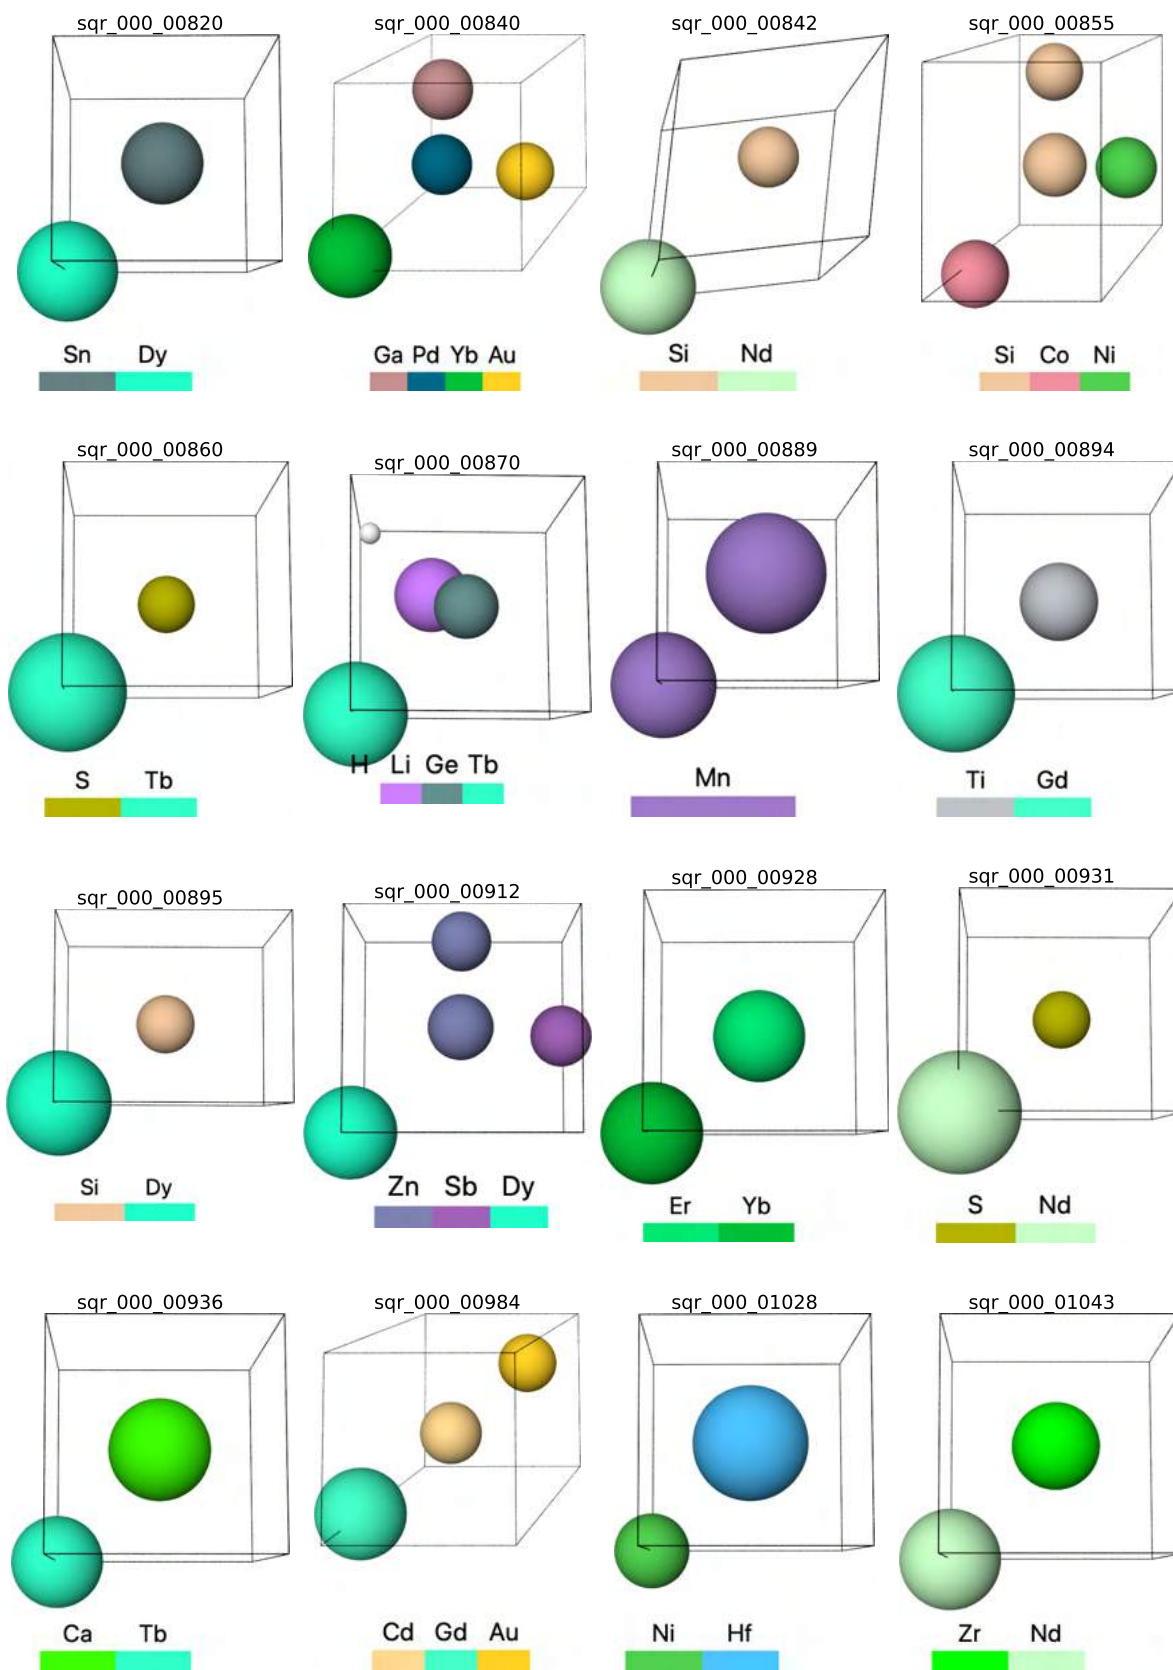 sqr_000_00820
sqr_000_00840
sqr_000_00842
sqr_000_00855
Sn Dy
Ga Pd Yb Au
Si Nd
Si Co Ni
sqr_000_00860
sqr_000_00870
sqr_000_00889
sqr_000_00894
S Tb
H Li Ge Tb
Mn
Ti Gd
sqr_000_00895
sqr_000_00912
sqr_000_00928
sqr_000_00931
Si Dy
Zn Sb Dy
Er Yb
S Nd
sqr_000_00936
sqr_000_00984
sqr_000_01028
sqr_000_01043
Ca Tb
Cd Gd Au
Ni Hf
Zr Nd